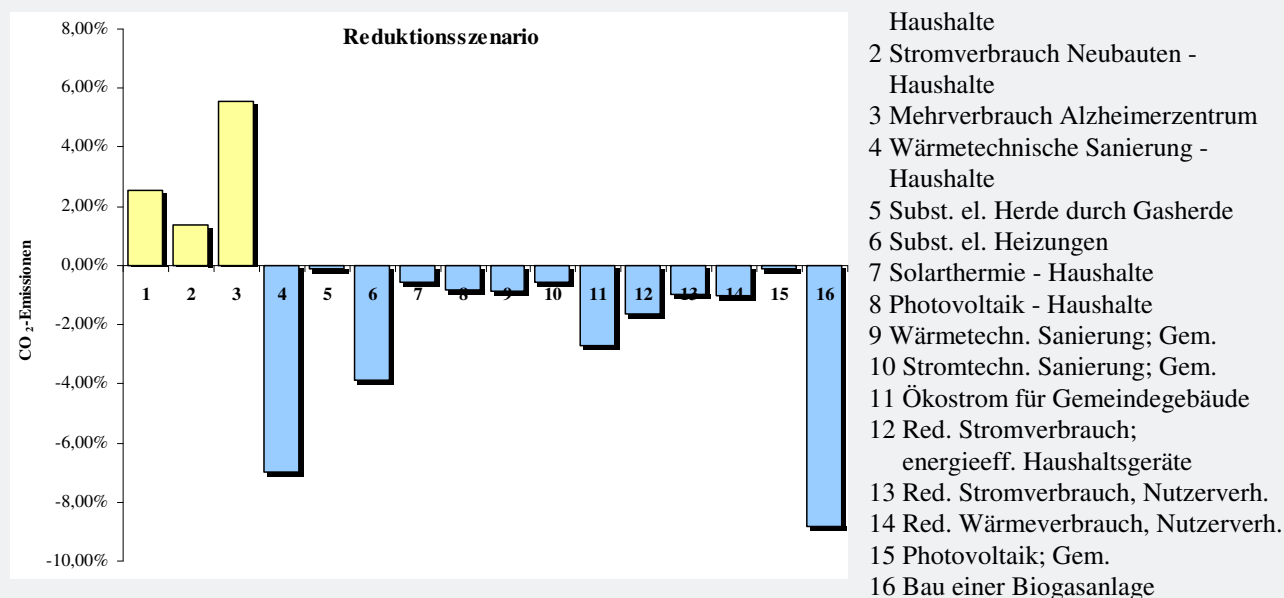 Reduktionsszenario
8,00%
6,00%
4,00%
2,00%
0,00%
-2,00%
-4,00%
-6,00%
-8,00%
-10,00%
CO2-Emissionen
1 2 3 4 5 6 7 8 9 10 11 12 13 14 15 16
Haushalte
2 Stromverbrauch Neubauten -
Haushalte
3 Mehrverbrauch Alzheimerzentrum
4 Wärmetechnische Sanierung -
Haushalte
5 Subst. el. Herde durch Gasherde
6 Subst. el. Heizungen
7 Solarthermie - Haushalte
8 Photovoltaik - Haushalte
9 Wärmetechn. Sanierung; Gem.
10 Stromtechn. Sanierung; Gem.
11 Ökostrom für Gemeindegebäude
12 Red. Stromverbrauch;
energieeff. Haushaltsgeräte
13 Red. Stromverbrauch, Nutzerverh.
14 Red. Wärmeverbrauch, Nutzerverh.
15 Photovoltaik; Gem.
16 Bau einer Biogasanlage